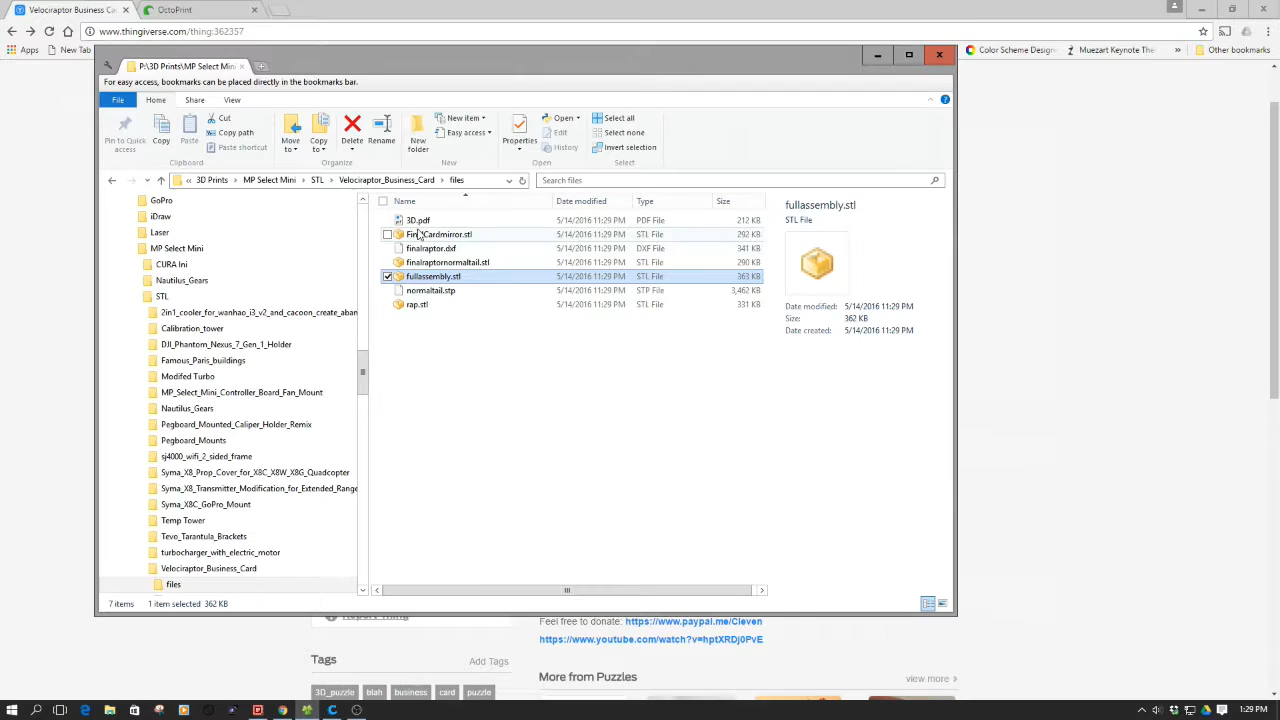 Velociraptor Business Ca
OctoPrint
www.thingiverse.com/thing:362357
Apps
New Tab
Color Scheme Design
Muezart Keynote The
»
Other bookmarks
P:\3D Prints\MP Select Mini
For easy access, bookmarks can be placed directly in the bookmarks bar.
File Home Share View
Pin to Quick access
Copy
Paste
Cut
Copy path
Paste shortcut
Clipboard
Move to
Copy to
Delete
Rename
Organize
New folder
New item
Easy access
New
Properties
Open
Edit
History
Open
Select all
Select none
Invert selection
Select
« 3D Prints > MP Select Mini > STL > Velociraptor_Business_Card > files
Search files
GoPro
iDraw
Laser
MP Select Mini
CURA Ini
Nautilus_Gears
STL
2in1_cooler_for_wanhao_i3_v2_and_cacoon_create_aban
Calibration_tower
DJI_Phantom_Nexus_7_Gen_1_Holder
Famous_Paris_buildings
Modifed Turbo
MP_Select_Mini_Controller_Board_Fan_Mount
Nautilus_Gears
Pegboard_Mounted_Caliper_Holder_Remix
Pegboard_Mounts
sj4000_wifi_2_sided_frame
Syma_X8_Prop_Cover_for_X8C_X8W_X8G_Quadcopter
Syma_X8_Transmitter_Modification_for_Extended_Range
Syma_X8C_GoPro_Mount
Temp Tower
Tevo_Tarantula_Brackets
turbocharger_with_electric_motor
Velociraptor_Business_Card
files
Name Date modified Type Size
3D.pdf 5/14/2016 11:29 PM PDF File 212 KB
FinalCardmirror.stl 5/14/2016 11:29 PM STL File 292 KB
finalraptor.dxf 5/14/2016 11:29 PM DXF File 341 KB
finalraptornormaltail.stl 5/14/2016 11:29 PM STL File 290 KB
fullassembly.stl 5/14/2016 11:29 PM STL File 363 KB
normaltail.stp 5/14/2016 11:29 PM STP File 3,462 KB
rap.stl 5/14/2016 11:29 PM STL File 331 KB
fullassembly.stl
STL File
Date modified: 5/14/2016 11:29 PM
Size: 362 KB
Date created: 5/14/2016 11:29 PM
7 items 1 item selected 362 KB
Report Thing
Feel free to donate: https://www.paypal.me/Cleven
https://www.youtube.com/watch?v=hptXRDj0PvE
Tags Add Tags
3D_puzzle blah business card puzzle
More from Puzzles view more »
1:29 PM